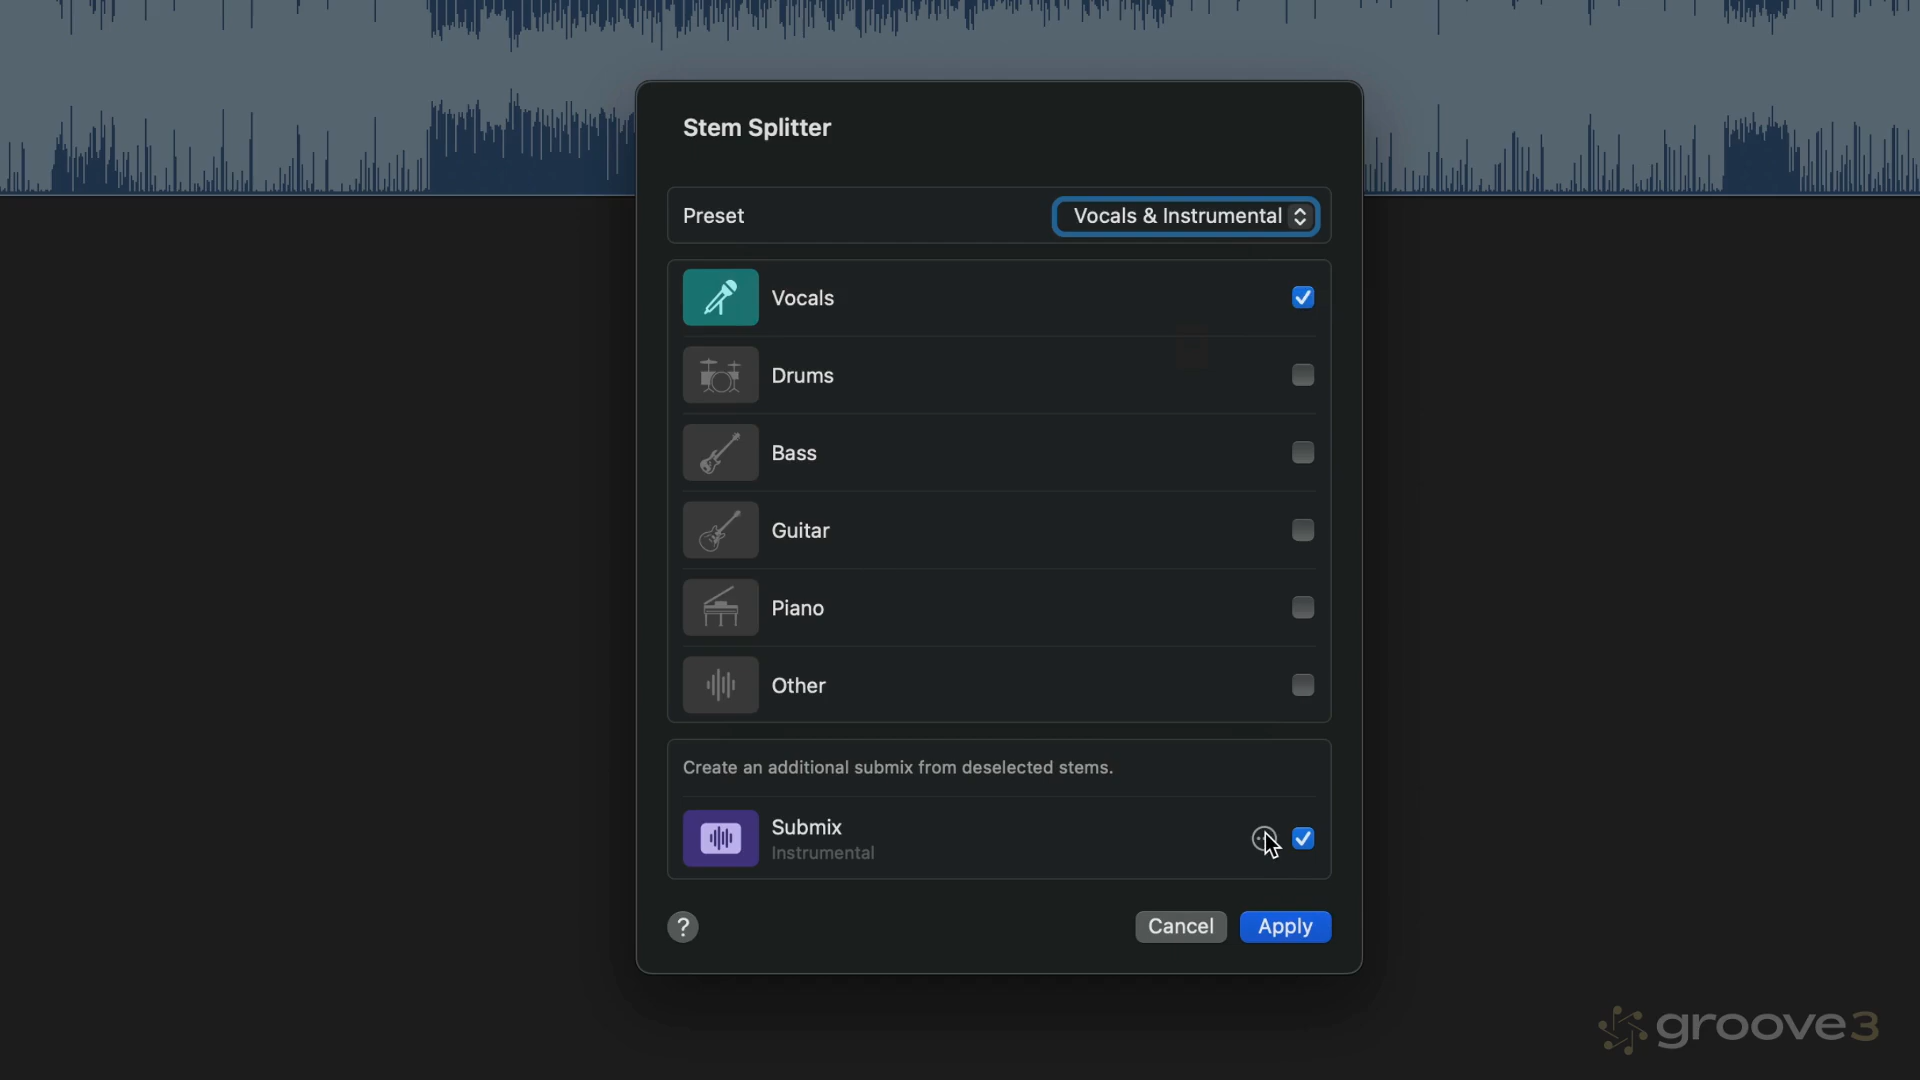 Stem Splitter
Preset
Vocals & Instrumental
Vocals
Drums
Bass
Guitar
Piano
Other
Create an additional submix from deselected stems.
Submix
Instrumental
?
Cancel
Apply
groove3